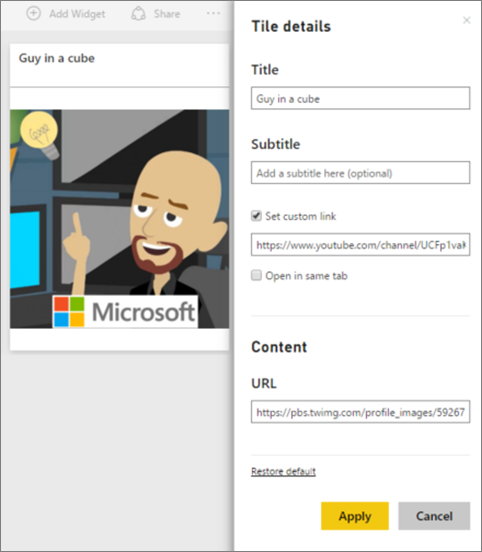 Add Widget Share ...
Guy in a cube
Microsoft
Tile details
Title
Guy in a cube
Subtitle
Add a subtitle here (optional)
Set custom link
https://www.youtube.com/channel/UCFp1vaK
Open in same tab
Content
URL
https://pbs.twimg.com/profile_images/59267
Restore default
Apply Cancel